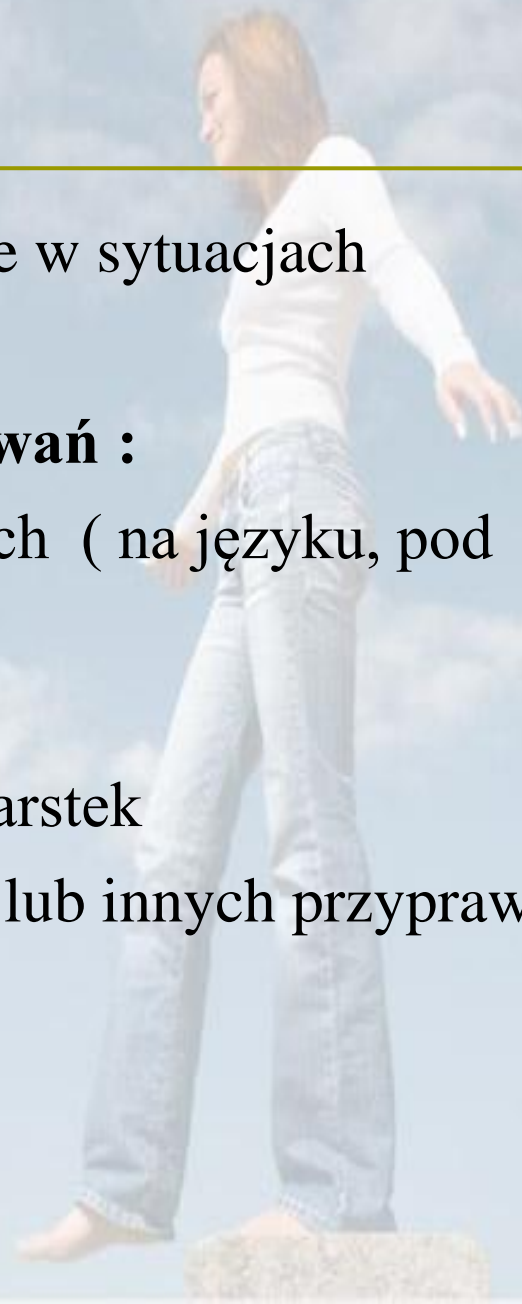 e w sytuacjach
wań :
ch ( na języku, pod
arstek
lub innych przypraw